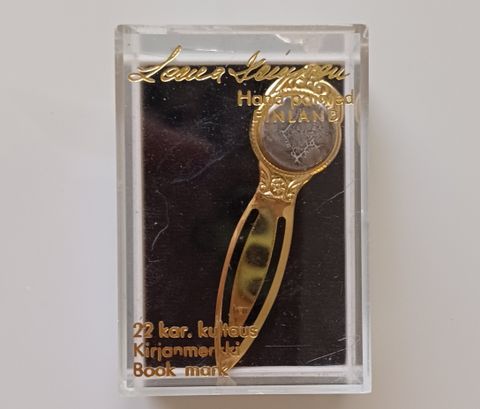 Hand painted
FINLAND
22 kar. kultaus
Kirjanmerkki
Book mark